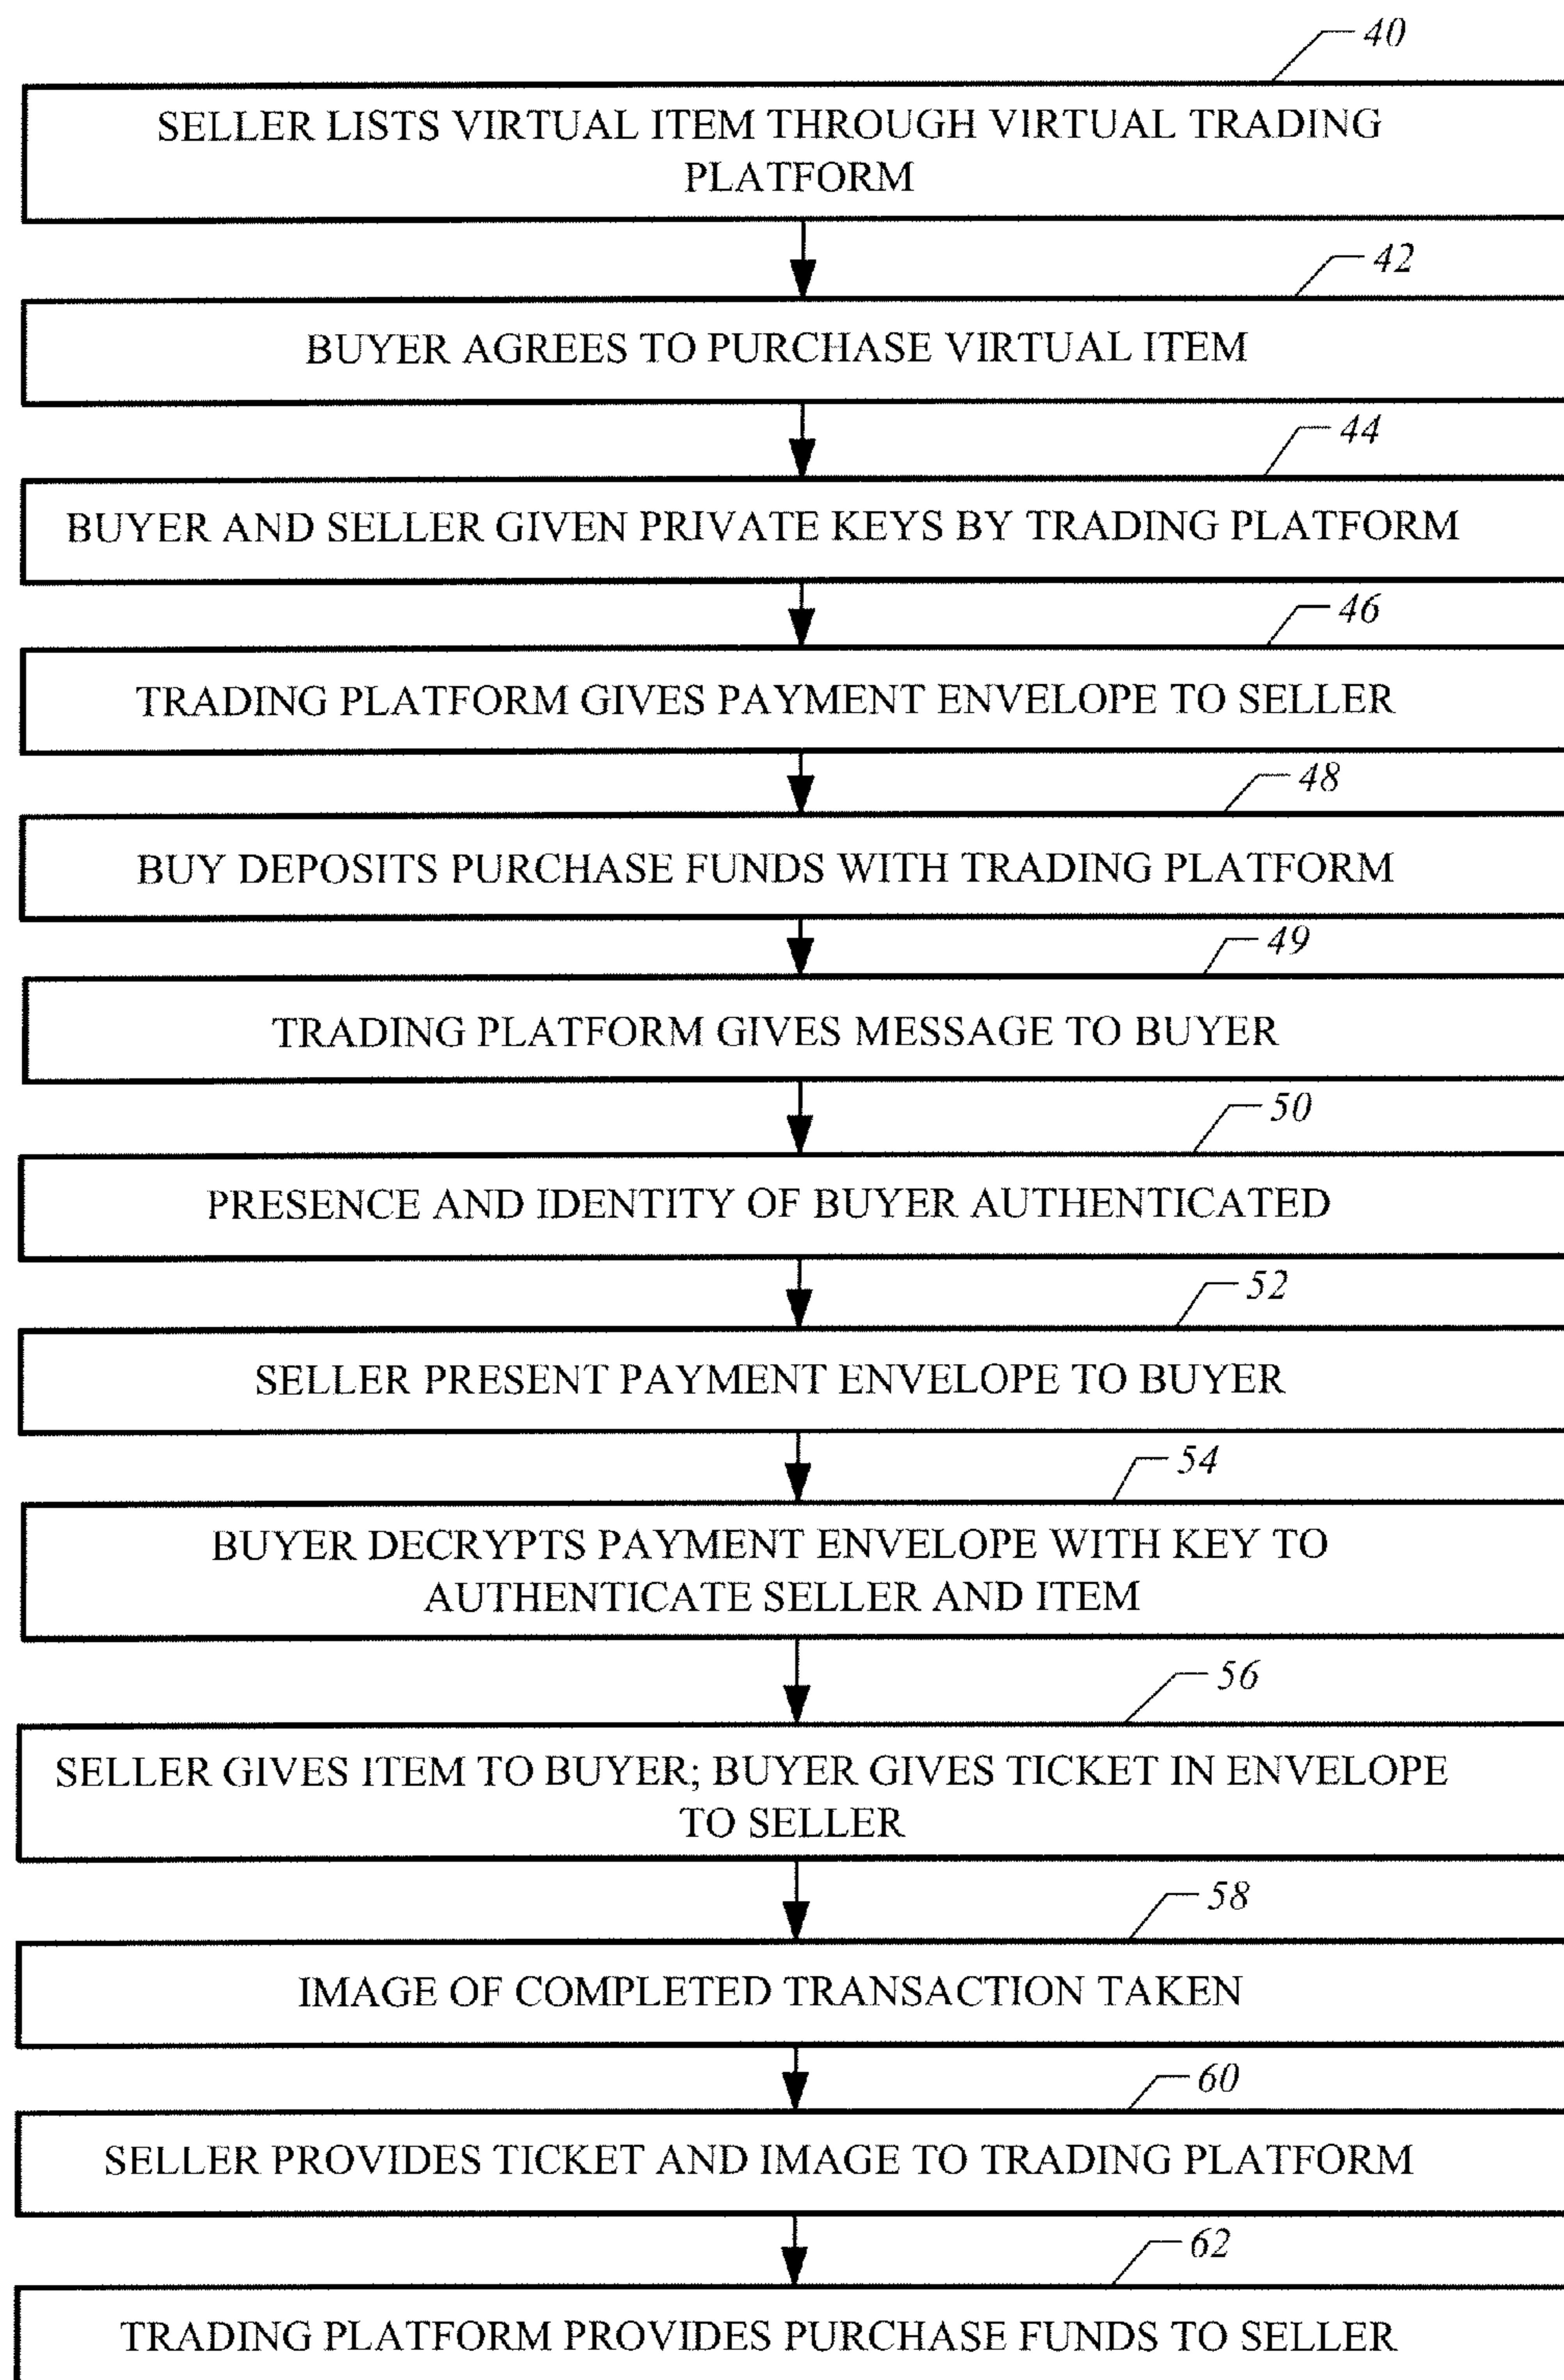 40
SELLER LISTS VIRTUAL ITEM THROUGH VIRTUAL TRADING
PLATFORM
42
BUYER AGREES TO PURCHASE VIRTUAL ITEM
44
BUYER AND SELLER GIVEN PRIVATE KEYS BY TRADING PLATFORM
46
TRADING PLATFORM GIVES PAYMENT ENVELOPE TO SELLER
48
BUY DEPOSITS PURCHASE FUNDS WITH TRADING PLATFORM
49
TRADING PLATFORM GIVES MESSAGE TO BUYER
50
PRESENCE AND IDENTITY OF BUYER AUTHENTICATED
52
SELLER PRESENT PAYMENT ENVELOPE TO BUYER
54
BUYER DECRYPTS PAYMENT ENVELOPE WITH KEY TO
AUTHENTICATE SELLER AND ITEM
56
SELLER GIVES ITEM TO BUYER; BUYER GIVES TICKET IN ENVELOPE
TO SELLER
58
IMAGE OF COMPLETED TRANSACTION TAKEN
60
SELLER PROVIDES TICKET AND IMAGE TO TRADING PLATFORM
62
TRADING PLATFORM PROVIDES PURCHASE FUNDS TO SELLER